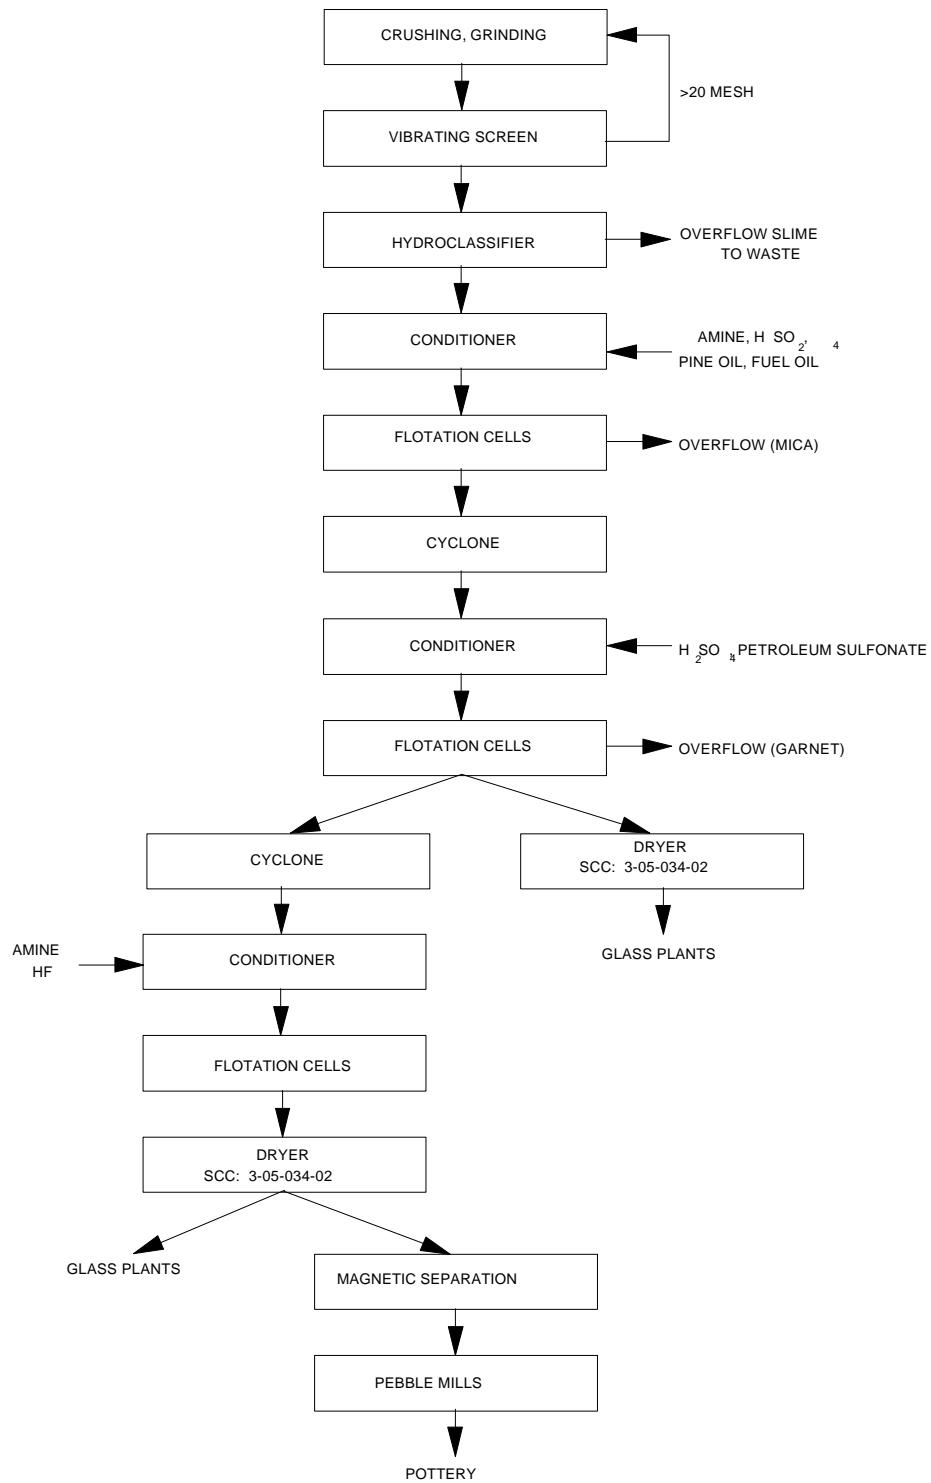 CRUSHING, GRINDING
>20 MESH
VIBRATING SCREEN
HYDROCLASSIFIER
OVERFLOW SLIME
TO WASTE
CONDITIONER
AMINE, H SO 2, 4
PINE OIL, FUEL OIL
FLOTATION CELLS
OVERFLOW (MICA)
CYCLONE
CONDITIONER
H2SO4, PETROLEUM SULFONATE
FLOTATION CELLS
OVERFLOW (GARNET)
CYCLONE
DRYER
SCC: 3-05-034-02
GLASS PLANTS
AMINE
HF
CONDITIONER
FLOTATION CELLS
DRYER
SCC: 3-05-034-02
GLASS PLANTS
MAGNETIC SEPARATION
PEBBLE MILLS
POTTERY